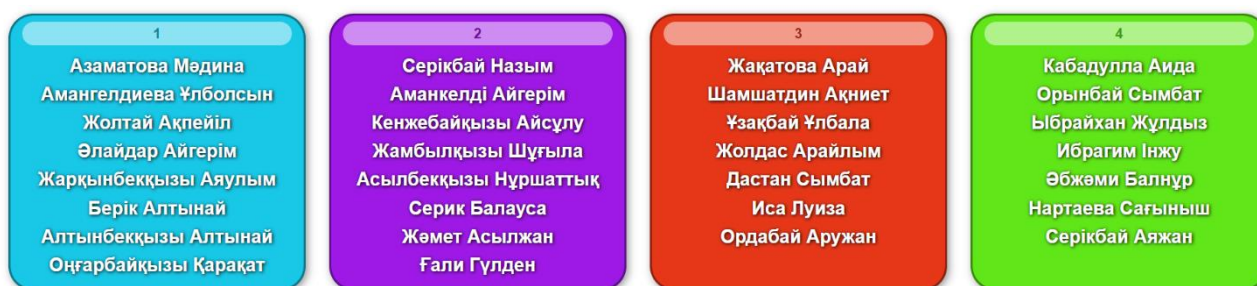 1
Азаматова Мәдина
Амангелдиева Ұлболсын
Жолтай Ақпейіл
Әлайдар Айгерім
Жарқынбекқызы Аяулым
Берік Алтынай
Алтынбекқызы Алтынай
Оңғарбайқызы Қарақат
2
Серікбай Назым
Аманкелді Айгерім
Кенжебайқызы Айсұлу
Жамбылқызы Шұғыла
Асылбекқызы Нұршаттық
Серик Балауса
Жәмет Асылжан
Ғали Гүлден
3
Жақатова Арай
Шамшатдин Ақниет
Ұзақбай Ұлбала
Жолдас Арайлым
Дастан Сымбат
Иса Луиза
Ордабай Аружан
4
Кабадулла Аида
Орынбай Сымбат
Ыбрайхан Жұлдыз
Ибрагим Інжу
Әбжәми Балнұр
Нартаева Сағыныш
Серікбай Аяжан